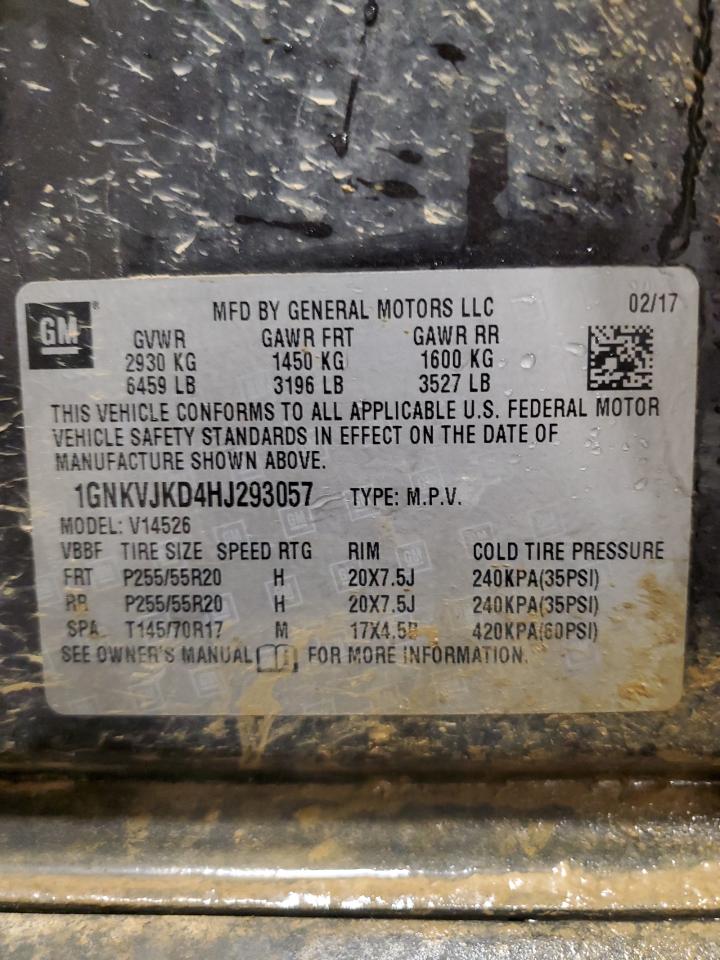 GM ® MFD BY GENERAL MOTORS LLC 02/17
GVWR GAWR FRT GAWR RR
2930 KG 1450 KG 1600 KG
6459 LB 3196 LB 3527 LB
THIS VEHICLE CONFORMS TO ALL APPLICABLE U.S. FEDERAL MOTOR
VEHICLE SAFETY STANDARDS IN EFFECT ON THE DATE OF
MANUFACTURE SHOWN ABOVE.
1GNKVJKD4HJ293057 TYPE: M.P.V.
MODEL: V14526
VBBF TIRE SIZE SPEED RTG RIM COLD TIRE PRESSURE
FRT P255/55R20 H 20X7.5J 240KPA(35PSI)
RR P255/55R20 H 20X7.5J 240KPA(35PSI)
SPA T145/70R17 M 17X4.5B 420KPA(60PSI)
SEE OWNER'S MANUAL FOR MORE INFORMATION.